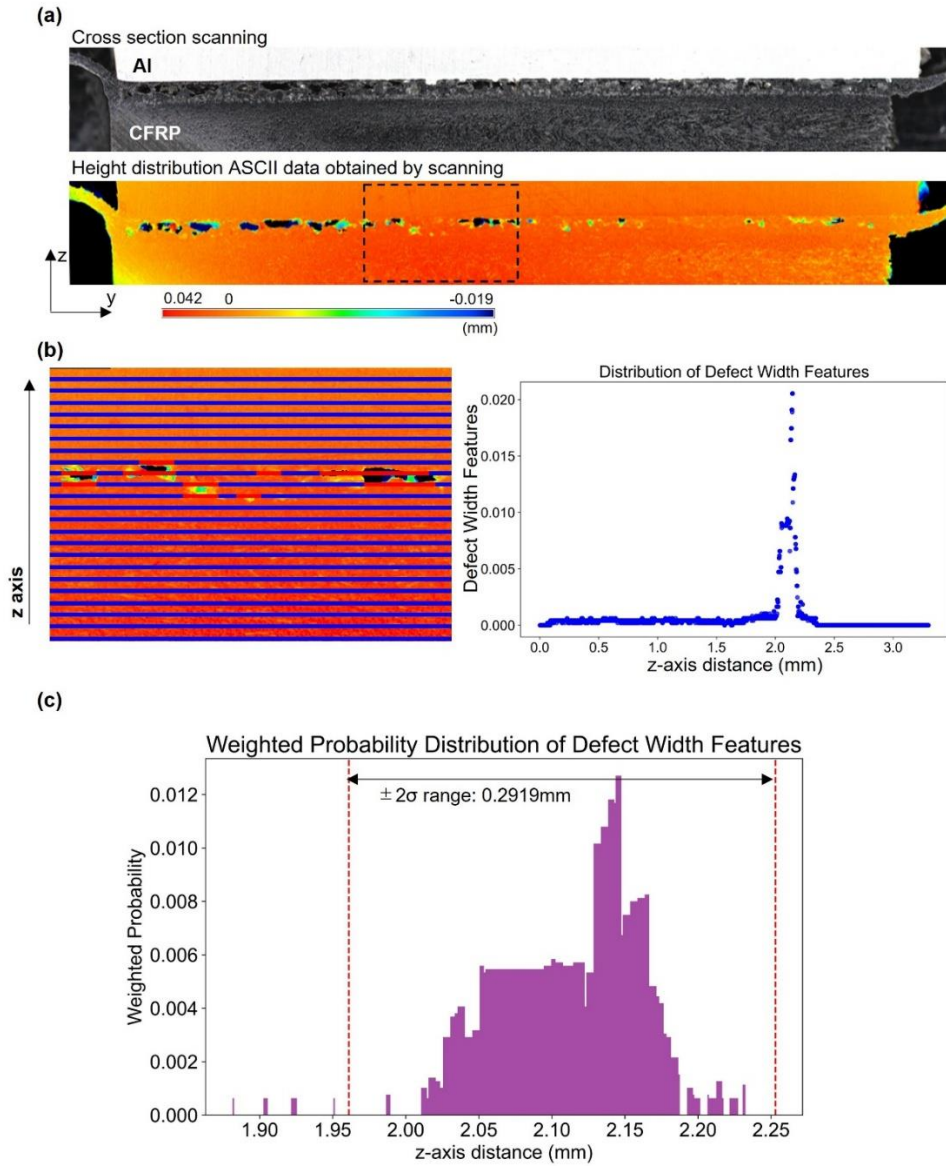 (a)
Cross section scanning
Al
CFRP
Height distribution ASCII data obtained by scanning
z
y
0.042 0 -0.019
(mm)
(b)
z axis
Distribution of Defect Width Features
Defect Width Features
0.020
0.015
0.010
0.005
0.000
0.0 0.5 1.0 1.5 2.0 2.5 3.0
z-axis distance (mm)
(c)
Weighted Probability Distribution of Defect Width Features
±2σ range: 0.2919mm
Weighted Probability
0.012
0.010
0.008
0.006
0.004
0.002
0.000
1.90 1.95 2.00 2.05 2.10 2.15 2.20 2.25
z-axis distance (mm)